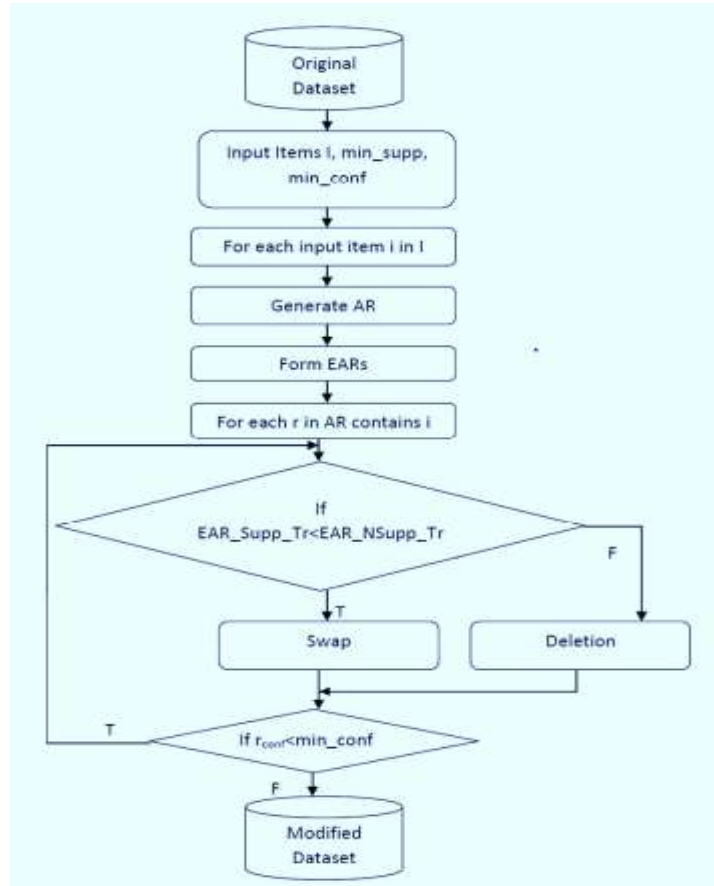 Original
Dataset
Input Items I, min_supp,
min_conf
For each input item i in I
Generate AR
Form EARs
For each r in AR contains i
If
EAR_Supp_Tr<EAR_NSupp_Tr
F
T
Swap
Deletion
T
If rconf<min_conf
F
Modified
Dataset